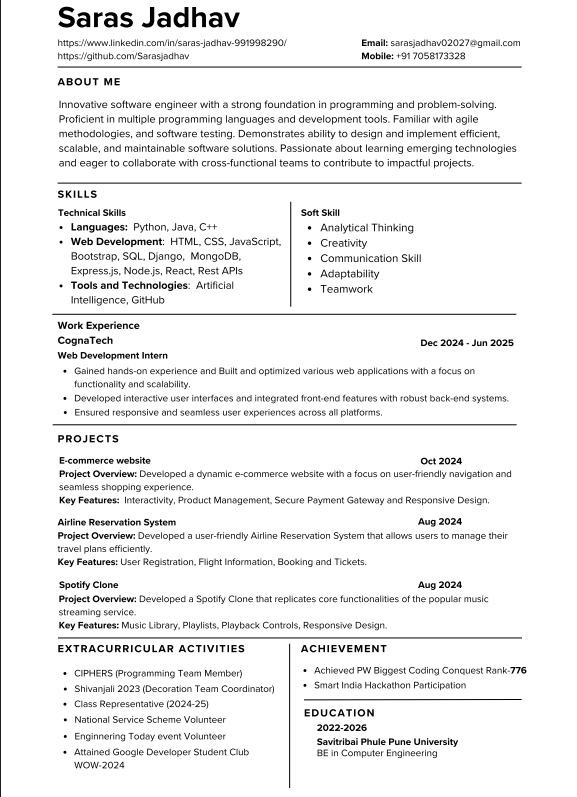 Saras Jadhav
https://www.linkedin.com/in/saras-jadhav-991998290/
https://github.com/Sarasjadhav
Email: sarasjadhav02027@gmail.com
Mobile: +91 7058173328
ABOUT ME
Innovative software engineer with a strong foundation in programming and problem-solving.
Proficient in multiple programming languages and development tools. Familiar with agile
methodologies, and software testing. Demonstrates ability to design and implement efficient,
scalable, and maintainable software solutions. Passionate about learning emerging technologies
and eager to collaborate with cross-functional teams to contribute to impactful projects.
SKILLS
Technical Skills
• Languages: Python, Java, C++
• Web Development: HTML, CSS, JavaScript,
Bootstrap, SQL, Django, MongoDB,
Express.js, Node.js, React, Rest APIs
• Tools and Technologies: Artificial
Intelligence, GitHub
Soft Skill
• Analytical Thinking
• Creativity
• Communication Skill
• Adaptability
• Teamwork
Work Experience
CognaTech
Dec 2024 - Jun 2025
Web Development Intern
• Gained hands-on experience and Built and optimized various web applications with a focus on
functionality and scalability.
• Developed interactive user interfaces and integrated front-end features with robust back-end systems.
• Ensured responsive and seamless user experiences across all platforms.
PROJECTS
E-commerce website
Oct 2024
Project Overview: Developed a dynamic e-commerce website with a focus on user-friendly navigation and
seamless shopping experience.
Key Features: Interactivity, Product Management, Secure Payment Gateway and Responsive Design.
Airline Reservation System
Aug 2024
Project Overview: Developed a user-friendly Airline Reservation System that allows users to manage their
travel plans efficiently.
Key Features: User Registration, Flight Information, Booking and Tickets.
Spotify Clone
Aug 2024
Project Overview: Developed a Spotify Clone that replicates core functionalities of the popular music
streaming service.
Key Features: Music Library, Playlists, Playback Controls, Responsive Design.
EXTRACURRICULAR ACTIVITIES
• CIPHERS (Programming Team Member)
• Shivanjali 2023 (Decoration Team Coordinator)
• Class Representative (2024-25)
• National Service Scheme Volunteer
• Enginnering Today event Volunteer
• Attained Google Developer Student Club
WOW-2024
ACHIEVEMENT
• Achieved PW Biggest Coding Conquest Rank-776
• Smart India Hackathon Participation
EDUCATION
2022-2026
Savitribai Phule Pune University
BE in Computer Engineering